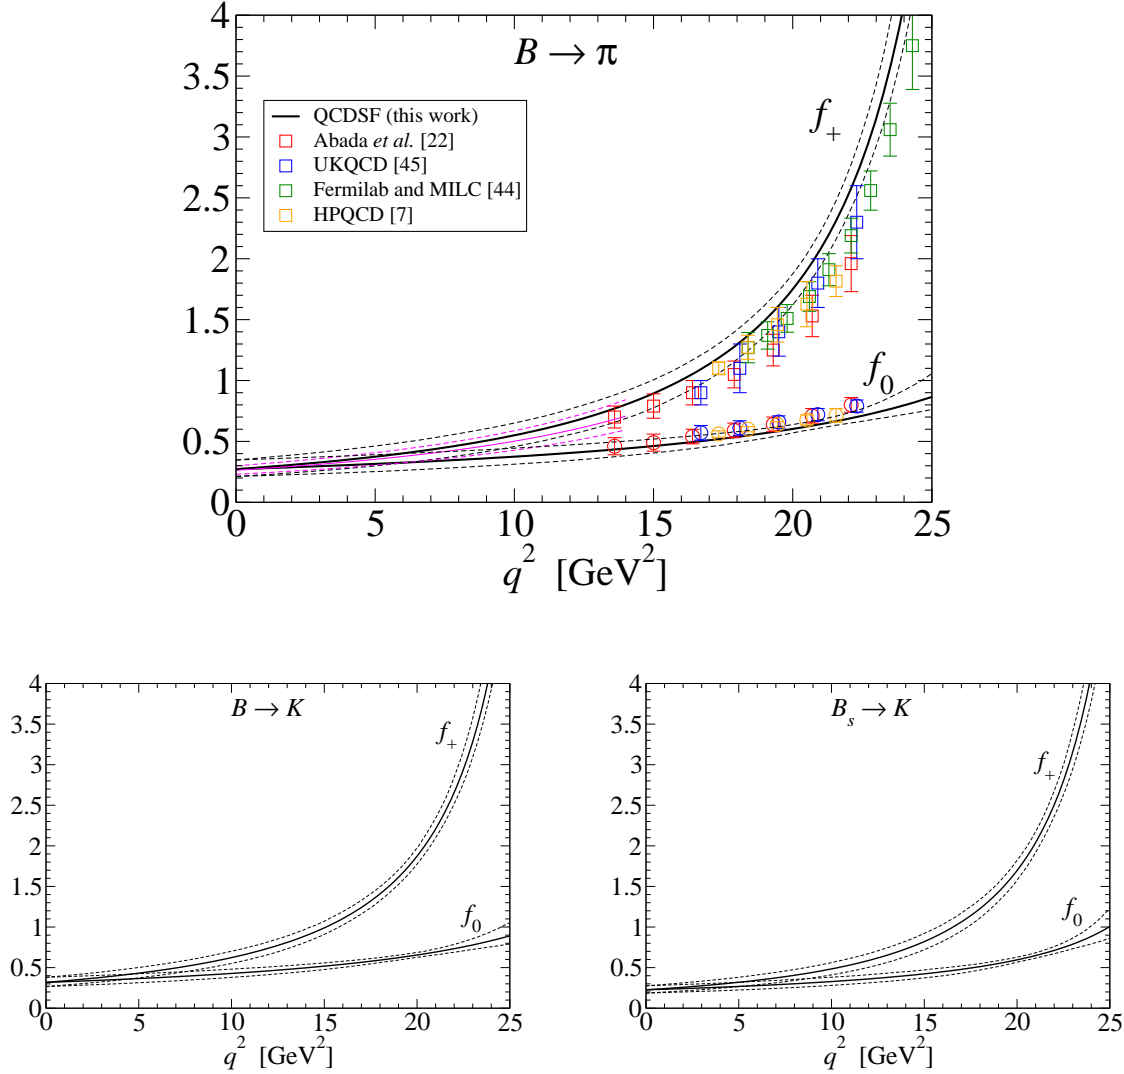 4
3.5
3
2.5
2
1.5
1
0.5
0
B → π
QCDSF (this work)
Abada et al. [22]
UKQCD [45]
Fermilab and MILC [44]
HPQCD [7]
f+
f0
0 5 10 15 20 25
q² [GeV²]
4
3.5
3
2.5
2
1.5
1
0.5
0
B → K
f+
f0
0 5 10 15 20 25
q² [GeV²]
4
3.5
3
2.5
2
1.5
1
0.5
0
Bs → K
f+
f0
0 5 10 15 20 25
q² [GeV²]